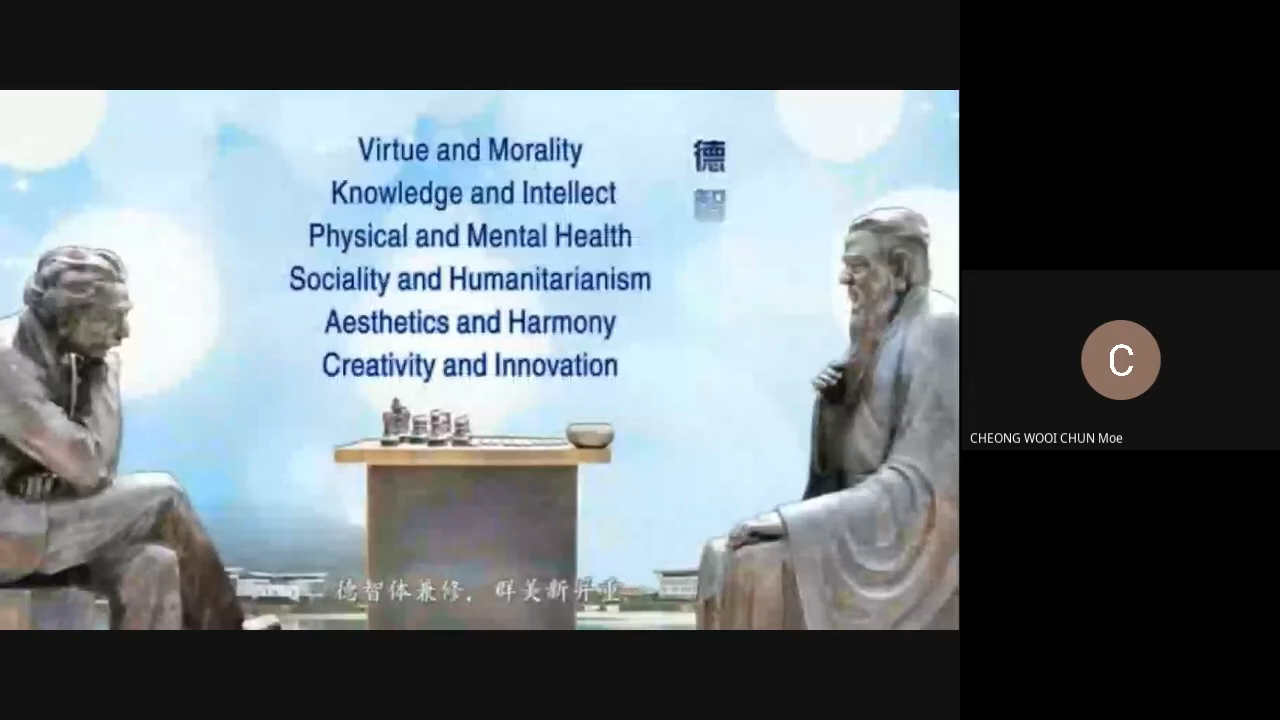 Virtue and Morality
Knowledge and Intellect
Physical and Mental Health
Sociality and Humanitarianism
Aesthetics and Harmony
Creativity and Innovation
德
智
德智体兼修，群美新并重
C
CHEONG WOOI CHUN Moe